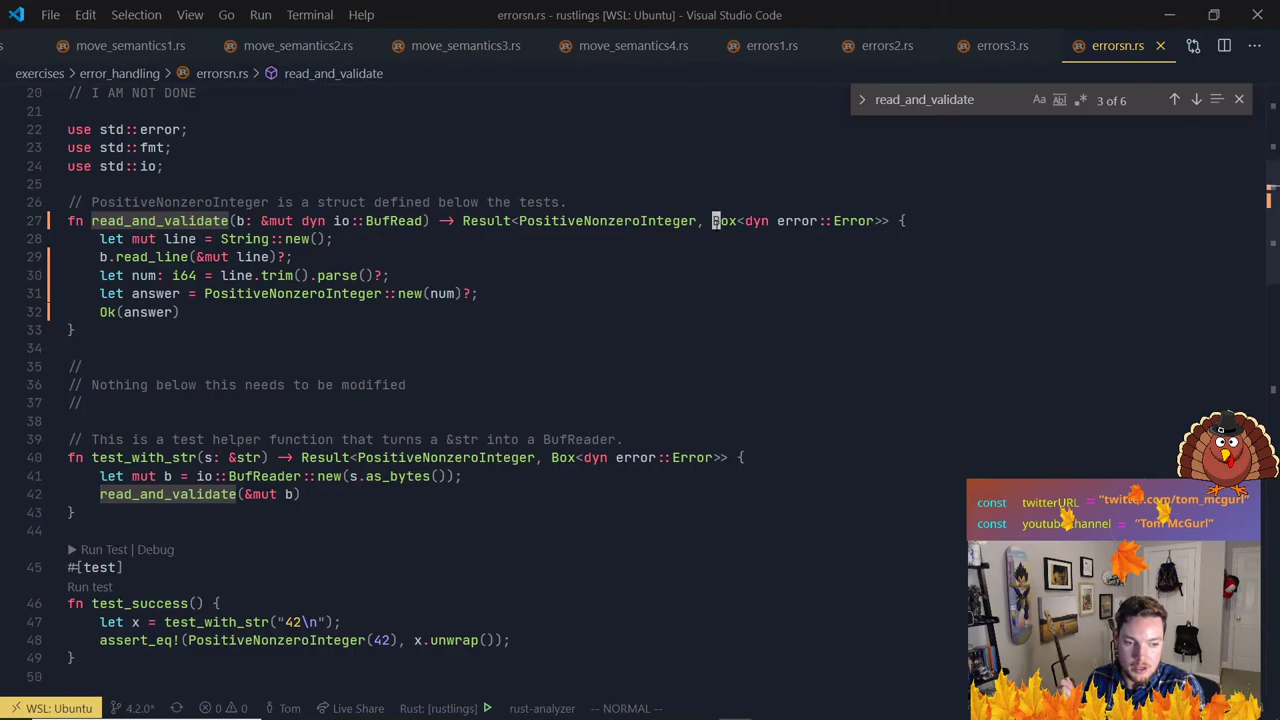 File Edit Selection View Go Run Terminal Help errorsn.rs - rustlings [WSL: Ubuntu] - Visual Studio Code
s move_semantics1.rs move_semantics2.rs move_semantics3.rs move_semantics4.rs errors1.rs errors2.rs errors3.rs errorsn.rs
exercises > error_handling > errorsn.rs > read_and_validate
read_and_validate Aa Abl .* 3 of 6
20 // I AM NOT DONE
21
22 use std::error;
23 use std::fmt;
24 use std::io;
25
26 // PositiveNonzeroInteger is a struct defined below the tests.
27 fn read_and_validate(b: &mut dyn io::BufRead) -> Result<PositiveNonzeroInteger, Box<dyn error::Error>> {
28 let mut line = String::new();
29 b.read_line(&mut line)?;
30 let num: i64 = line.trim().parse()?;
31 let answer = PositiveNonzeroInteger::new(num)?;
32 Ok(answer)
33 }
34
35 //
36 // Nothing below this needs to be modified
37 //
38
39 // This is a test helper function that turns a &str into a BufReader.
40 fn test_with_str(s: &str) -> Result<PositiveNonzeroInteger, Box<dyn error::Error>> {
41 let mut b = io::BufReader::new(s.as_bytes());
42 read_and_validate(&mut b)
43 }
44
▶ Run Test | Debug
45 #[test]
Run test
46 fn test_success() {
47 let x = test_with_str("42\n");
48 assert_eq!(PositiveNonzeroInteger(42), x.unwrap());
49 }
50
const twitterURL = "twitter.com/tom_mcgurl"
const youtubeChannel = "Tom McGurl"
WSL: Ubuntu 4.2.0* 0 0 Tom Live Share Rust: [rustlings] rust-analyzer -- NORMAL --